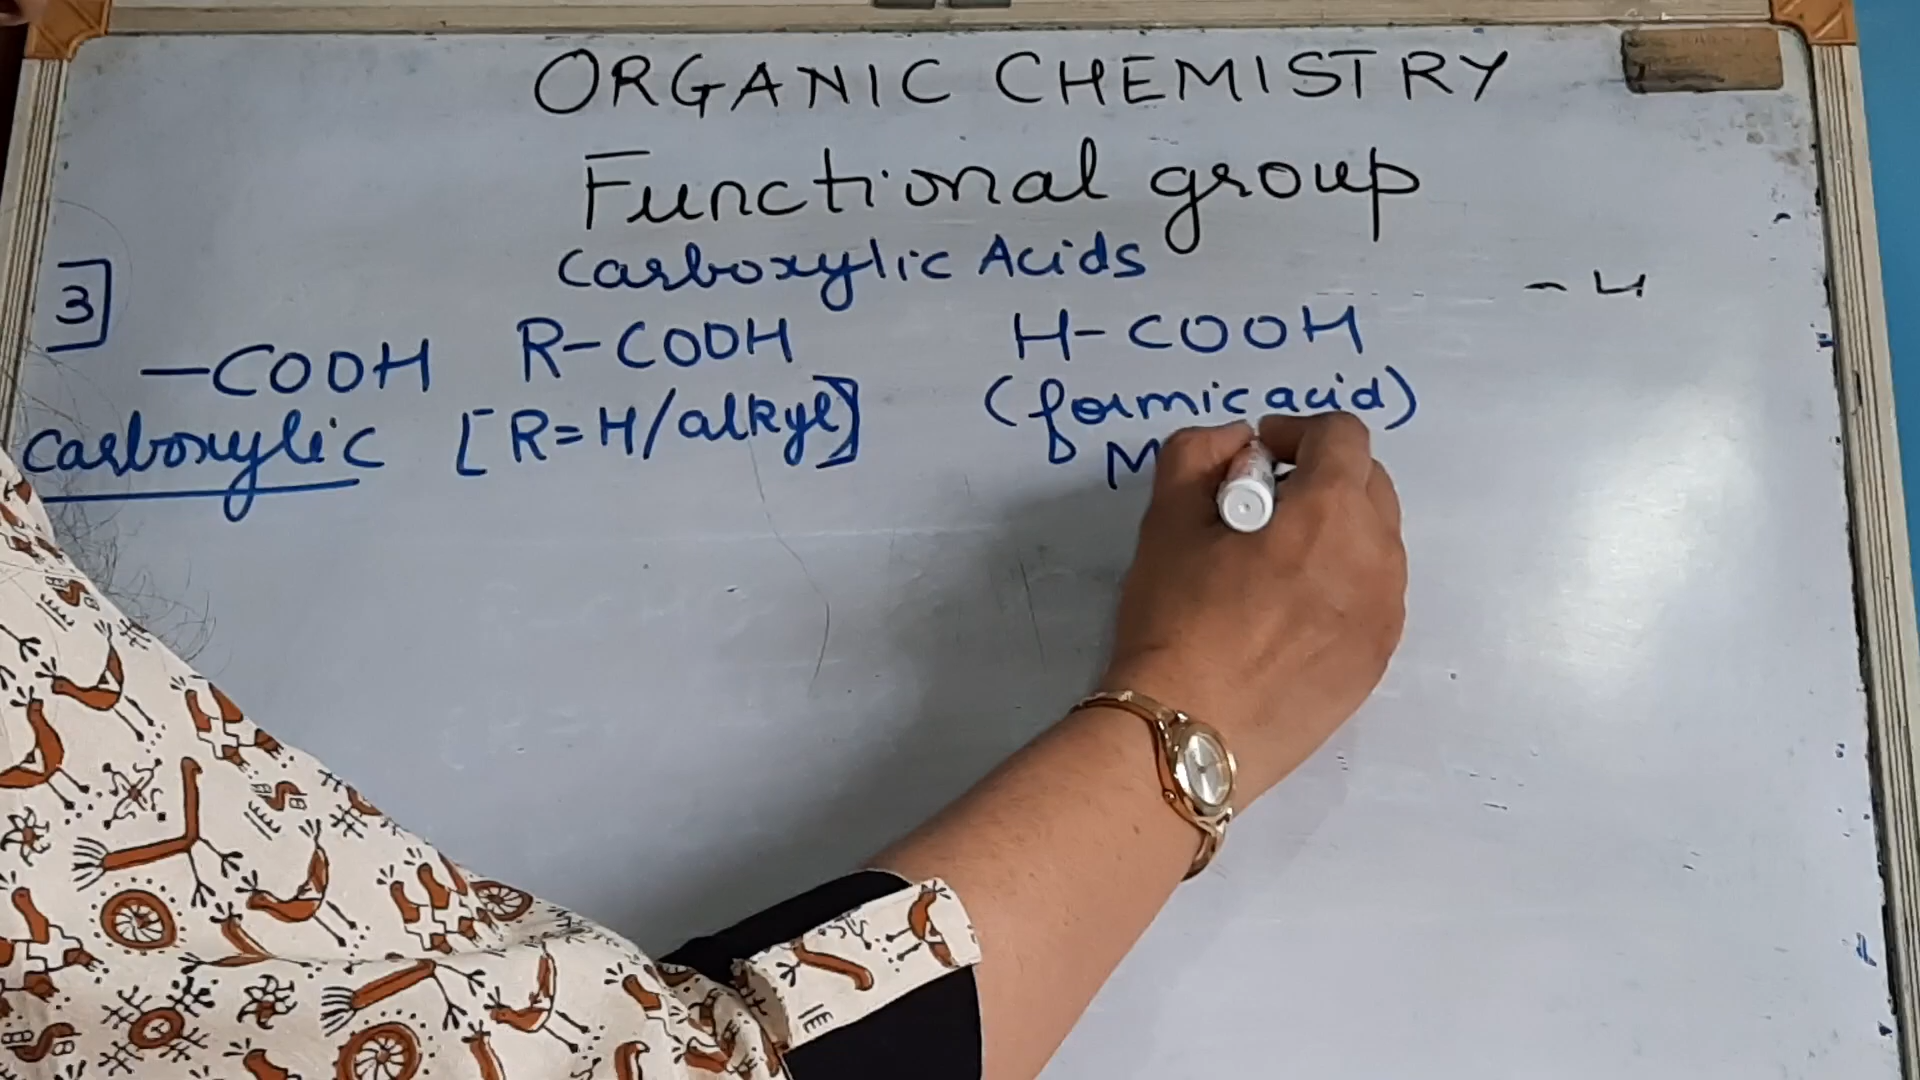 ORGANIC CHEMISTRY
Functional group
Carboxylic Acids
3
- H
-COOH R-COOH H-COOH
carboxylic [R=H/alkyl] (formic acid)
M